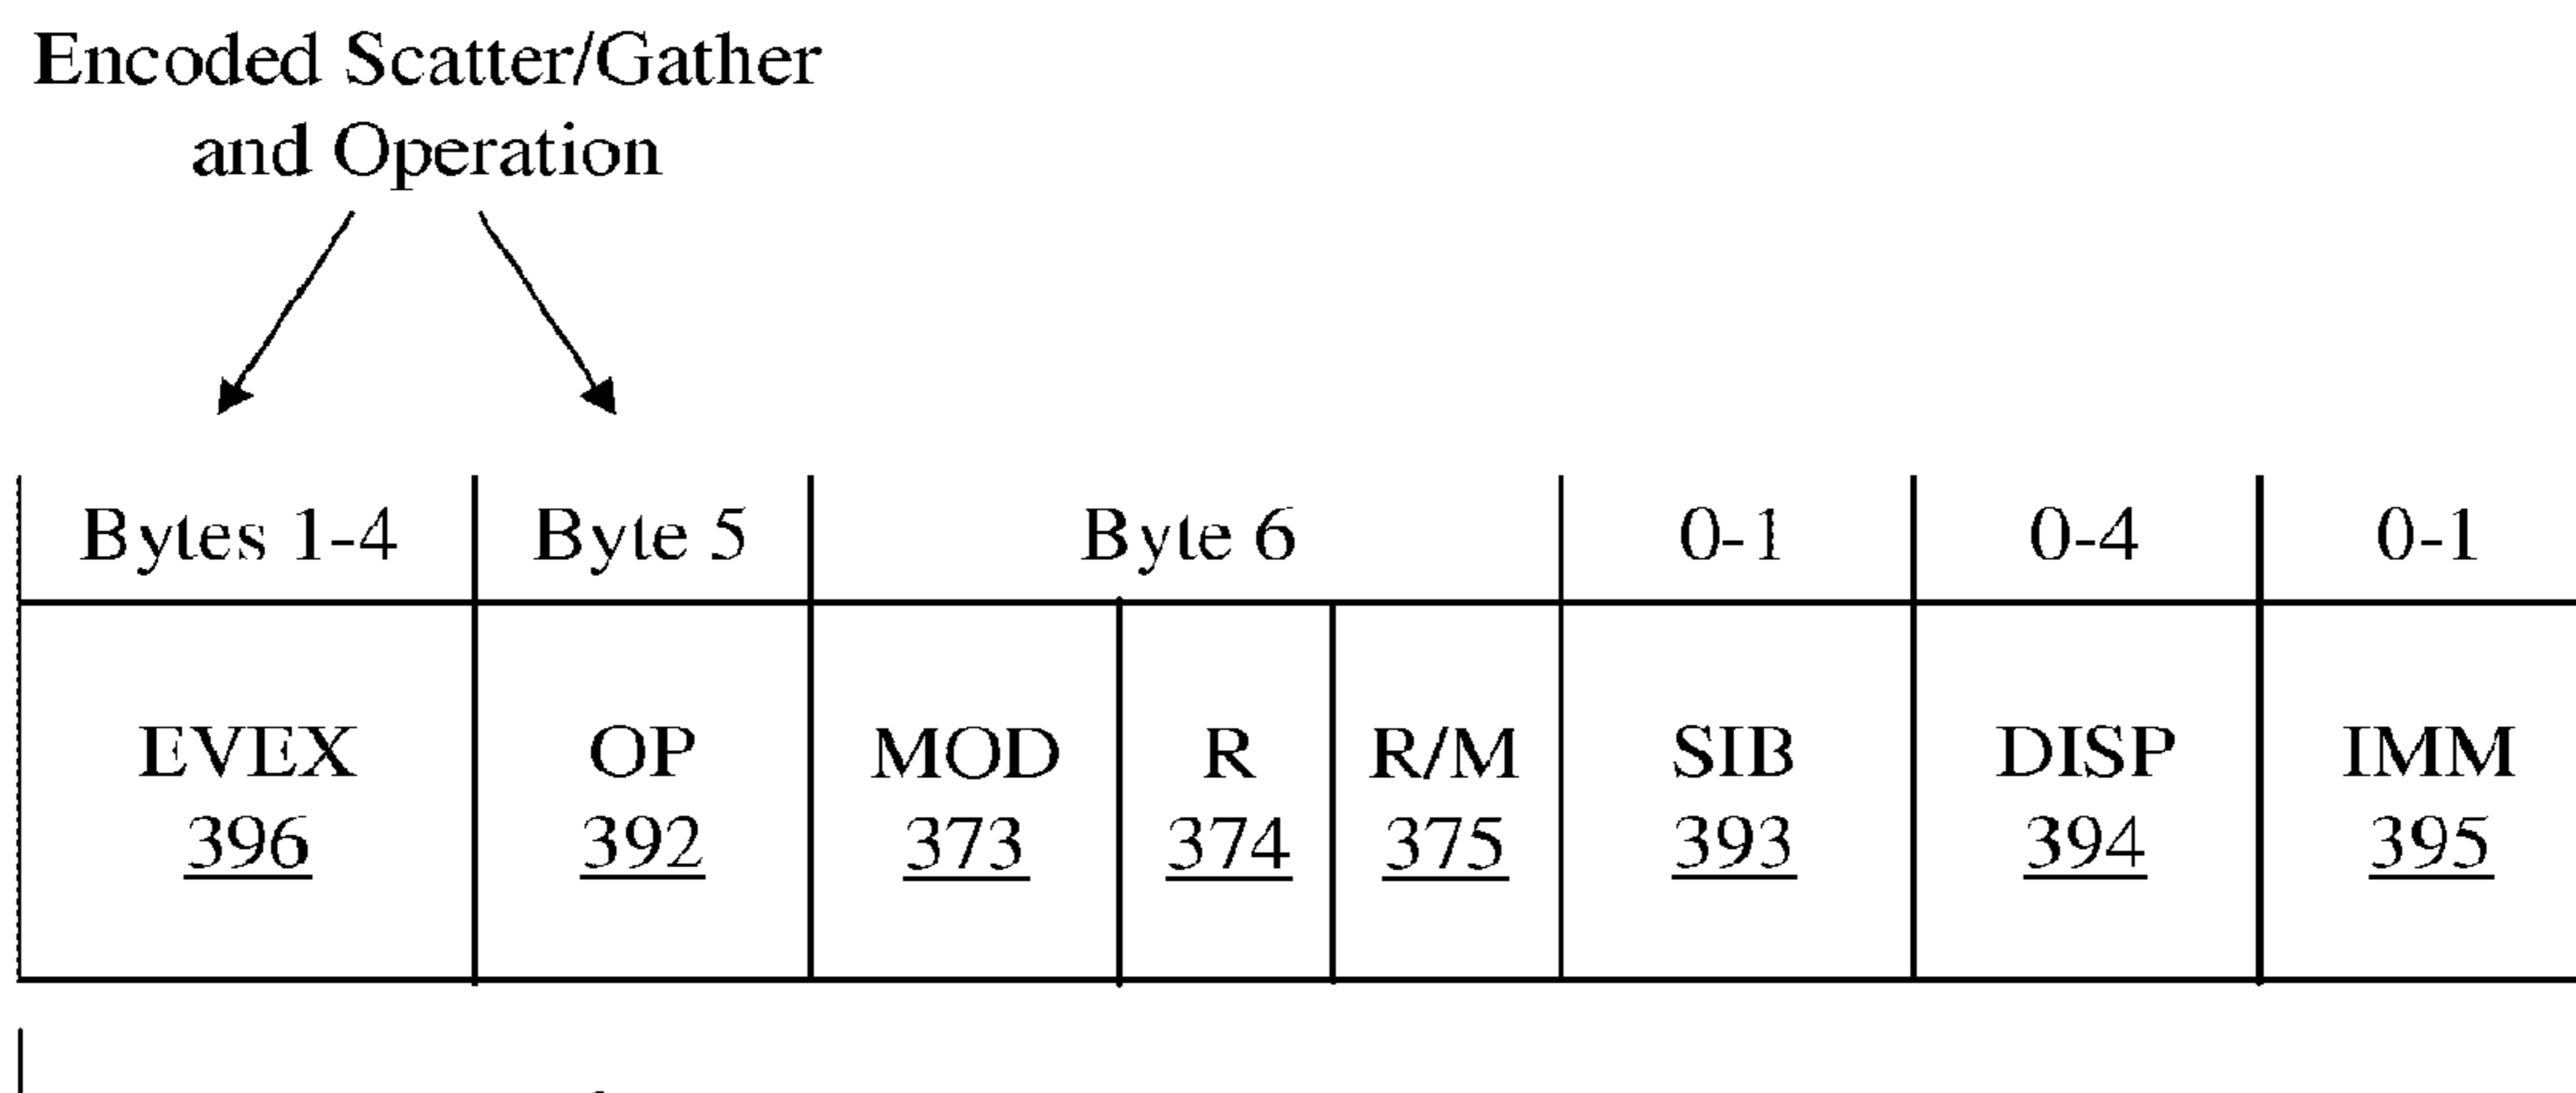 Encoded Scatter/Gather
and Operation
Bytes 1-4 Byte 5 Byte 6 0-1 0-4 0-1
EVEX OP MOD R R/M SIB DISP IMM
396 392 373 374 375 393 394 395